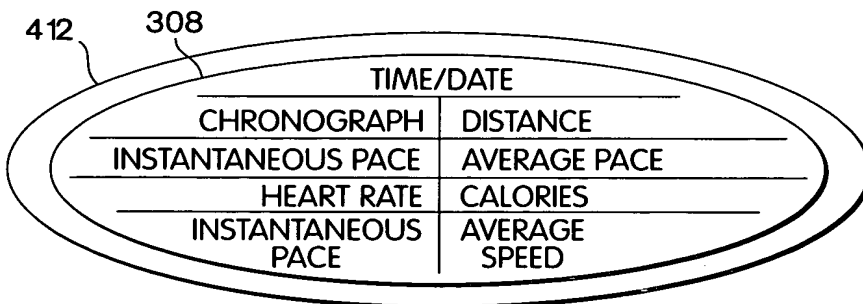 412
308
TIME/DATE
CHRONOGRAPH DISTANCE
INSTANTANEOUS PACE AVERAGE PACE
HEART RATE CALORIES
INSTANTANEOUS AVERAGE
PACE SPEED